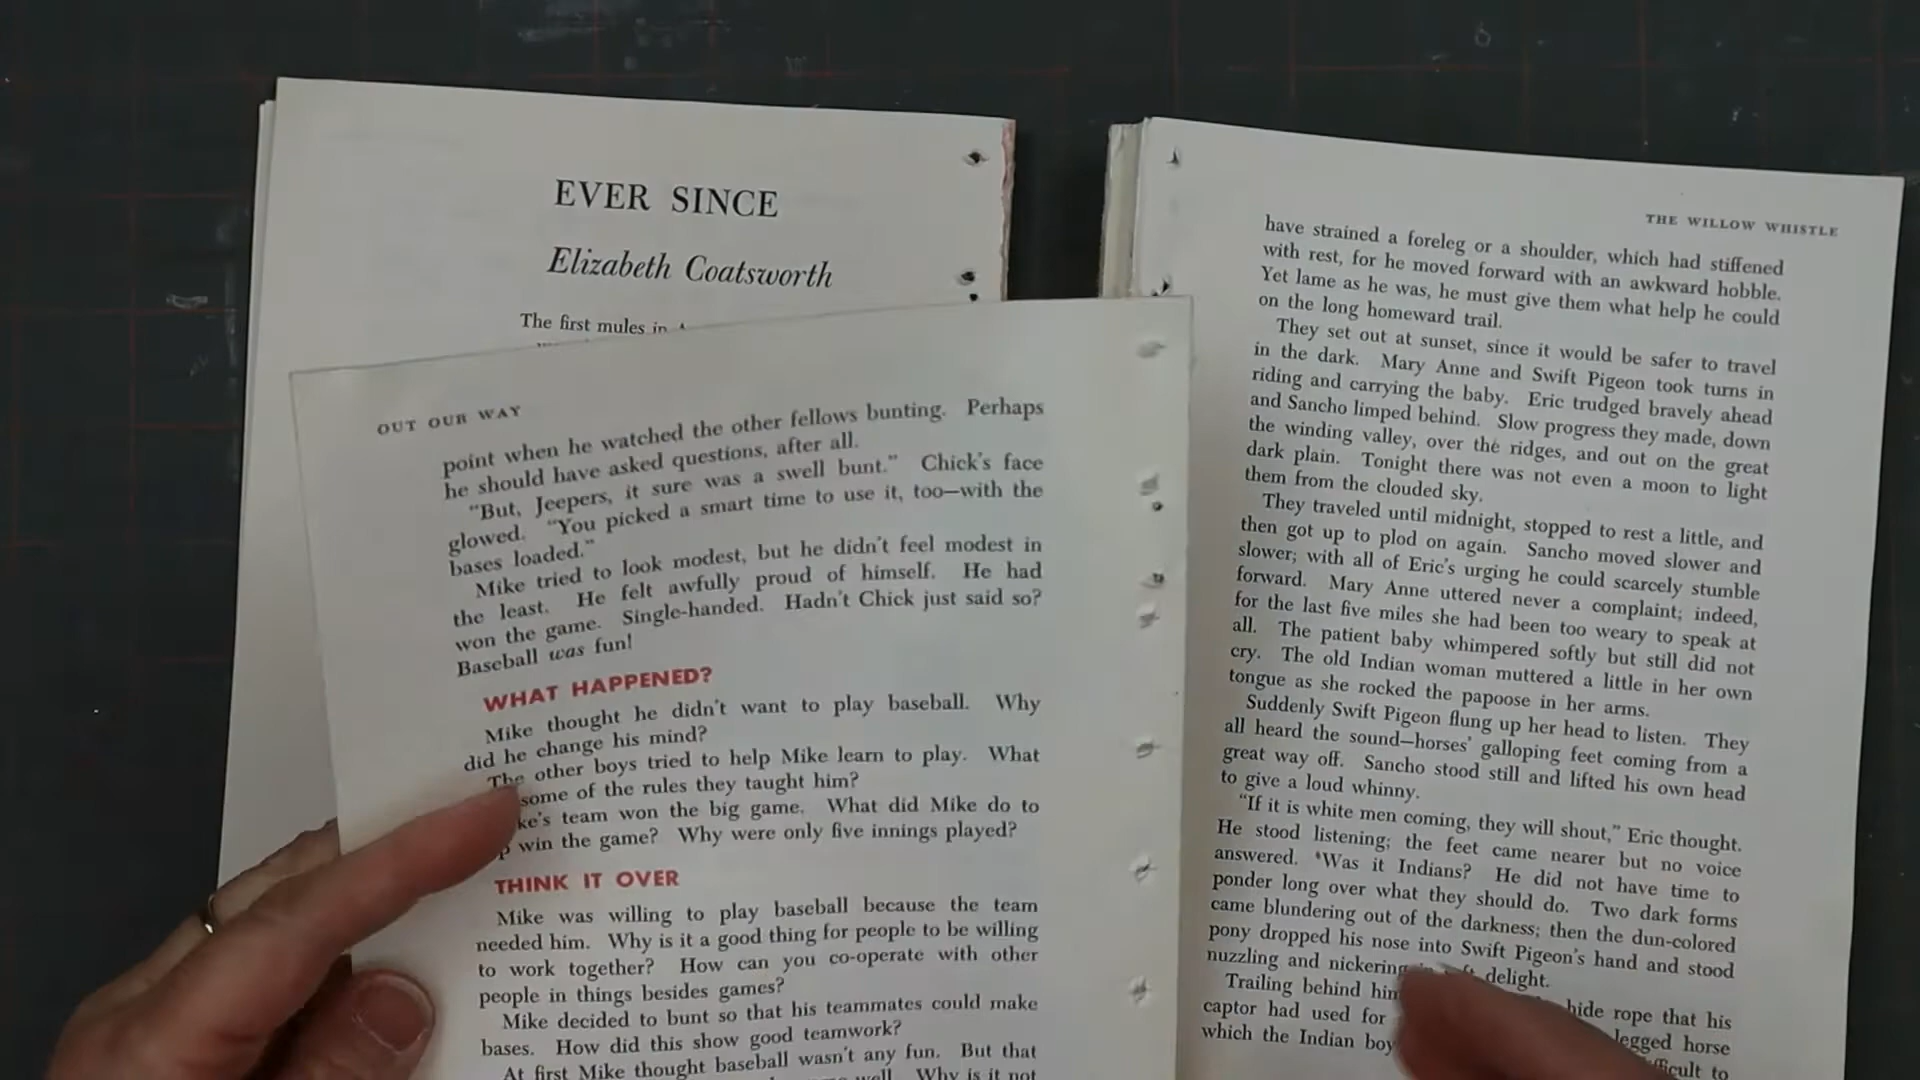 EVER SINCE
Elizabeth Coatsworth
The first mules in
OUT OUR WAY
point when he watched the other fellows bunting. Perhaps
he should have asked questions, after all.
"But, Jeepers, it sure was a swell bunt." Chick's face
glowed. "You picked a smart time to use it, too—with the
bases loaded."
Mike tried to look modest, but he didn't feel modest in
the least. He felt awfully proud of himself. He had
won the game. Single-handed. Hadn't Chick just said so?
Baseball was fun!
WHAT HAPPENED?
Mike thought he didn't want to play baseball. Why
did he change his mind?
The other boys tried to help Mike learn to play. What
some of the rules they taught him?
ke's team won the big game. What did Mike do to
p win the game? Why were only five innings played?
THINK IT OVER
Mike was willing to play baseball because the team
needed him. Why is it a good thing for people to be willing
to work together? How can you co-operate with other
people in things besides games?
Mike decided to bunt so that his teammates could make
bases. How did this show good teamwork?
At first Mike thought baseball wasn't any fun. But that
well. Why is it not
THE WILLOW WHISTLE
have strained a foreleg or a shoulder, which had stiffened
with rest, for he moved forward with an awkward hobble.
Yet lame as he was, he must give them what help he could
on the long homeward trail.
They set out at sunset, since it would be safer to travel
in the dark. Mary Anne and Swift Pigeon took turns in
riding and carrying the baby. Eric trudged bravely ahead
and Sancho limped behind. Slow progress they made, down
the winding valley, over the ridges, and out on the great
dark plain. Tonight there was not even a moon to light
them from the clouded sky.
They traveled until midnight, stopped to rest a little, and
then got up to plod on again. Sancho moved slower and
slower; with all of Eric's urging he could scarcely stumble
forward. Mary Anne uttered never a complaint; indeed,
for the last five miles she had been too weary to speak at
all. The patient baby whimpered softly but still did not
cry. The old Indian woman muttered a little in her own
tongue as she rocked the papoose in her arms.
Suddenly Swift Pigeon flung up her head to listen. They
all heard the sound—horses' galloping feet coming from a
great way off. Sancho stood still and lifted his own head
to give a loud whinny.
"If it is white men coming, they will shout," Eric thought.
He stood listening; the feet came nearer but no voice
answered. Was it Indians? He did not have time to
ponder long over what they should do. Two dark forms
came blundering out of the darkness; then the dun-colored
pony dropped his nose into Swift Pigeon's hand and stood
nuzzling and nickering delight.
Trailing behind him hide rope that his
captor had used for legged horse
which the Indian boy difficult to